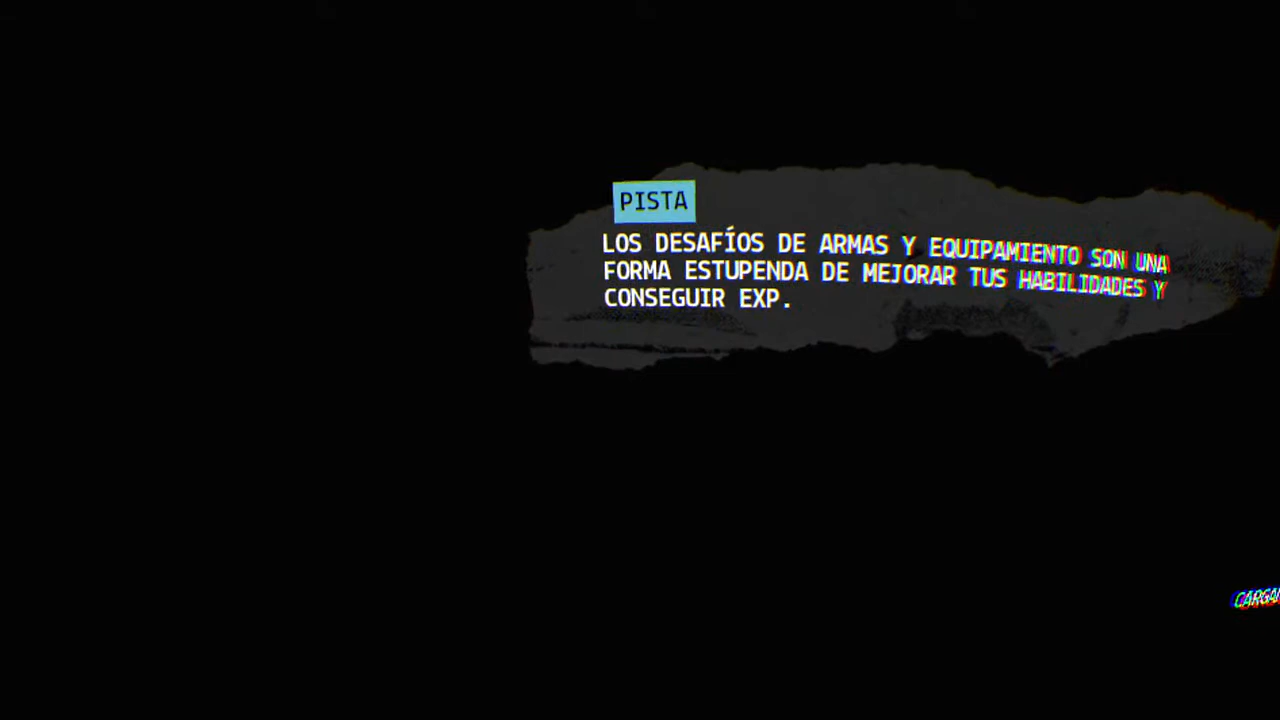 PISTA
LOS DESAFÍOS DE ARMAS Y EQUIPAMIENTO SON UNA
FORMA ESTUPENDA DE MEJORAR TUS HABILIDADES Y
CONSEGUIR EXP.